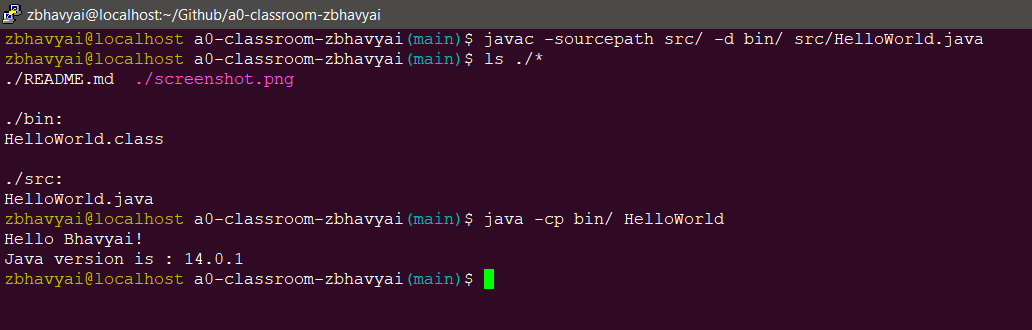 zbhavyai@localhost:~/Github/a0-classroom-zbhavyai
zbhavyai@localhost a0-classroom-zbhavyai(main)$ javac -sourcepath src/ -d bin/ src/HelloWorld.java
zbhavyai@localhost a0-classroom-zbhavyai(main)$ ls ./*
./README.md  ./screenshot.png

./bin:
HelloWorld.class

./src:
HelloWorld.java
zbhavyai@localhost a0-classroom-zbhavyai(main)$ java -cp bin/ HelloWorld
Hello Bhavyai!
Java version is : 14.0.1
zbhavyai@localhost a0-classroom-zbhavyai(main)$